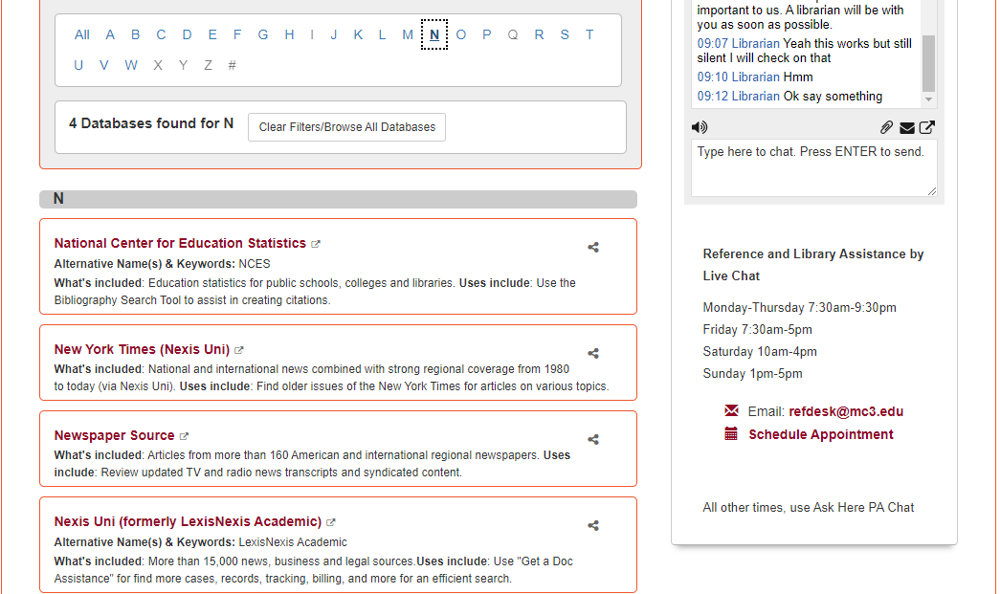 All A B C D E F G H I J K L M N O P Q R S T
U V W X Y Z #
4 Databases found for N
Clear Filters/Browse All Databases
N
National Center for Education Statistics
Alternative Name(s) & Keywords: NCES
What's included: Education statistics for public schools, colleges and libraries. Uses include: Use the
Bibliography Search Tool to assist in creating citations.
New York Times (Nexis Uni)
What's included: National and international news combined with strong regional coverage from 1980
to today (via Nexis Uni). Uses include: Find older issues of the New York Times for articles on various topics.
Newspaper Source
What's included: Articles from more than 160 American and international regional newspapers. Uses
include: Review updated TV and radio news transcripts and syndicated content.
Nexis Uni (formerly LexisNexis Academic)
Alternative Name(s) & Keywords: LexisNexis Academic
What's included: More than 15,000 news, business and legal sources.Uses include: Use "Get a Doc
Assistance" for find more cases, records, tracking, billing, and more for an efficient search.
important to us. A librarian will be with
you as soon as possible.
09:07 Librarian Yeah this works but still
silent I will check on that
09:10 Librarian Hmm
09:12 Librarian Ok say something
Type here to chat. Press ENTER to send.
Reference and Library Assistance by
Live Chat
Monday-Thursday 7:30am-9:30pm
Friday 7:30am-5pm
Saturday 10am-4pm
Sunday 1pm-5pm
Email: refdesk@mc3.edu
Schedule Appointment
All other times, use Ask Here PA Chat